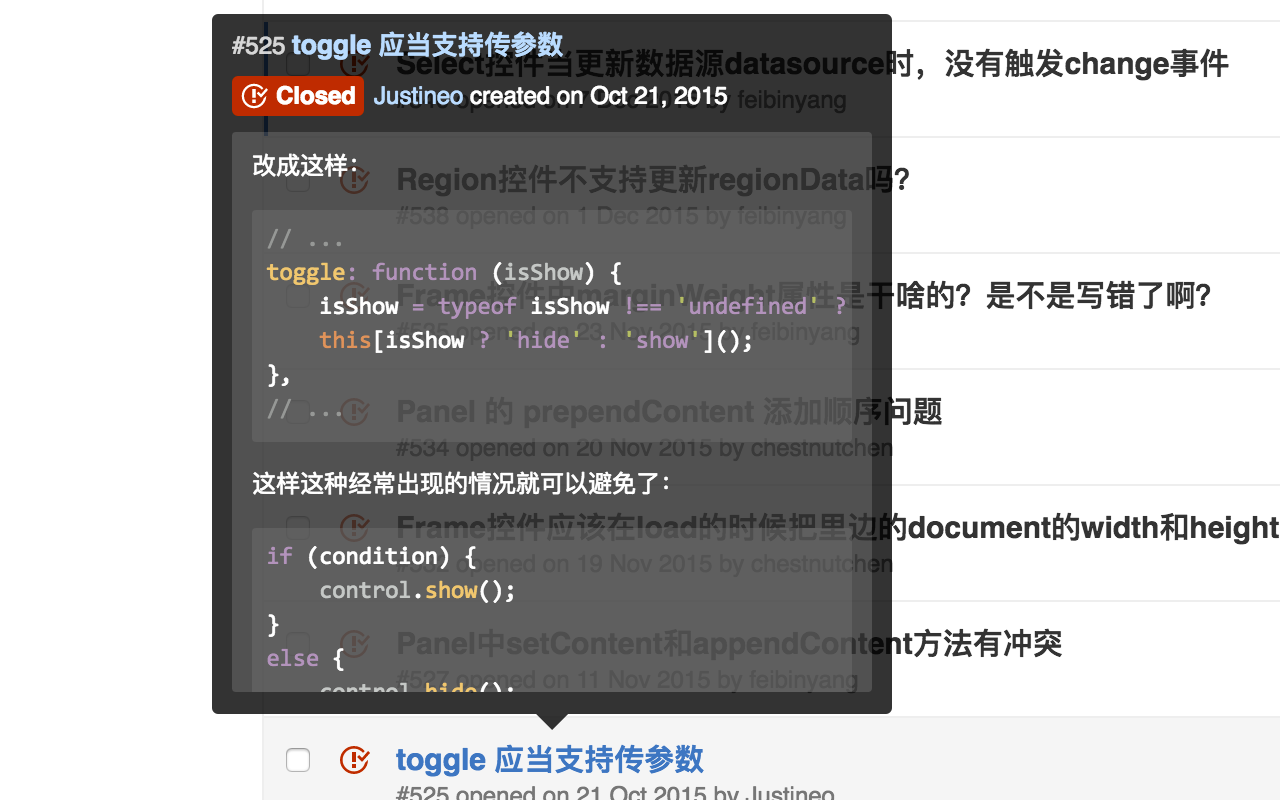 #525 toggle 应当支持传参数
Closed Justineo created on Oct 21, 2015
改成这样：
// ...
toggle: function (isShow) {
    isShow = typeof isShow !== 'undefined' ?
    this[isShow ? 'hide' : 'show']();
},
// ...
这样这种经常出现的情况就可以避免了：
if (condition) {
    control.show();
}
else {
    control.hide();
Select控件当更新数据源datasource时，没有触发change事件
Region控件不支持更新regionData吗？
#538 opened on 1 Dec 2015 by feibinyang
Frame控件中marginWeight属性是干啥的？是不是写错了啊？
#535 opened on 23 Nov 2015 by feibinyang
Panel 的 prependContent 添加顺序问题
#534 opened on 20 Nov 2015 by chestnutchen
Frame控件应该在load的时候把里边的document的width和height
#532 opened on 19 Nov 2015 by chestnutchen
Panel中setContent和appendContent方法有冲突
#527 opened on 11 Nov 2015 by feibinyang
toggle 应当支持传参数
#525 opened on 21 Oct 2015 by Justineo